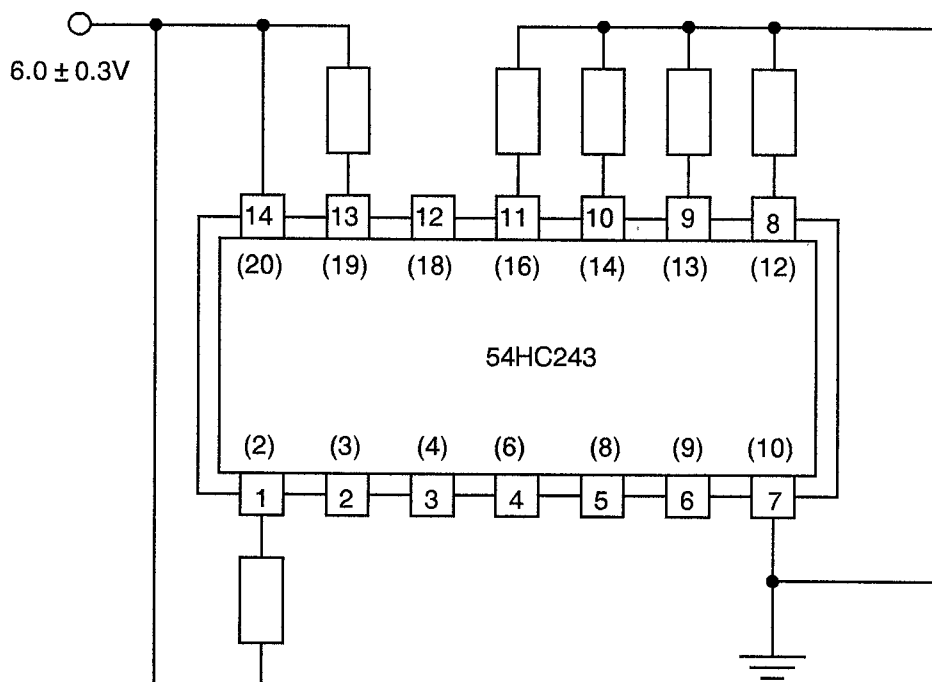 6.0 ± 0.3V
14 13 12 11 10 9 8
(20) (19) (18) (16) (14) (13) (12)
54HC243
(2) (3) (4) (6) (8) (9) (10)
1 2 3 4 5 6 7